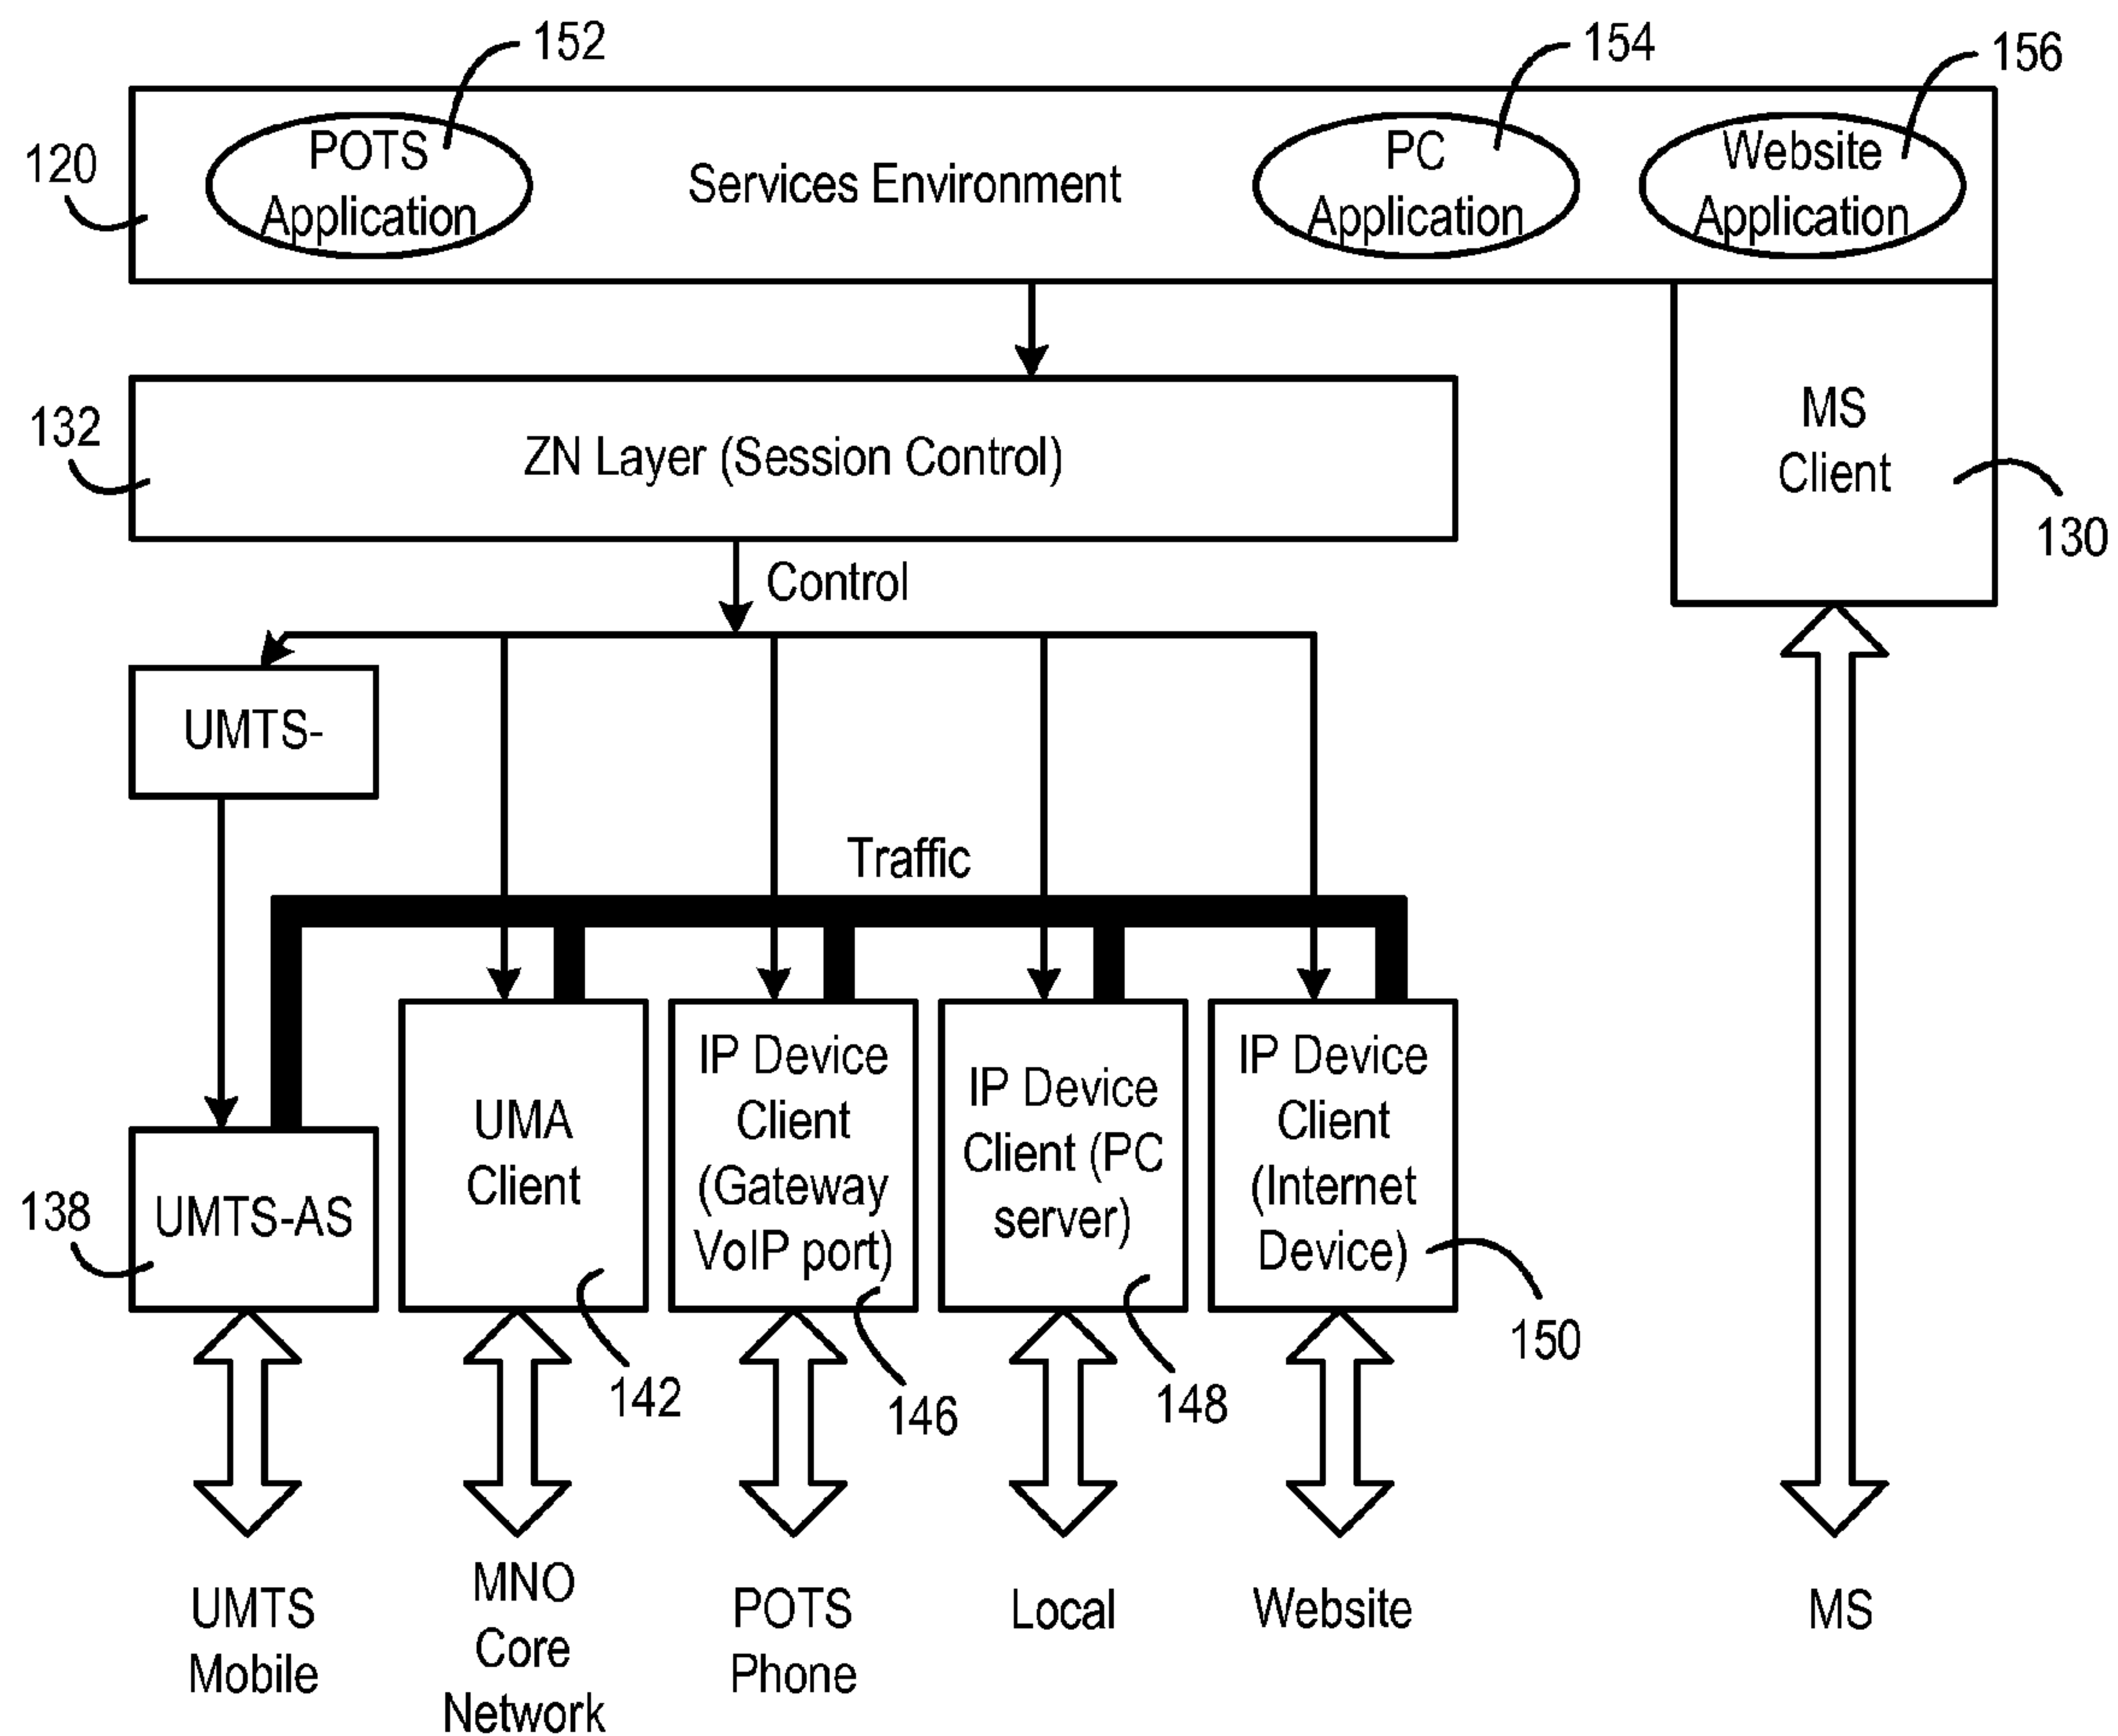 152
154
156
120
POTS
Application
Services Environment
PC
Application
Website
Application
132
ZN Layer (Session Control)
MS
Client
130
Control
UMTS-
Traffic
138
UMTS-AS
UMA
Client
IP Device
Client
(Gateway
VoIP port)
IP Device
Client (PC
server)
IP Device
Client
(Internet
Device)
142
146
148
150
UMTS
Mobile
MNO
Core
Network
POTS
Phone
Local
Website
MS